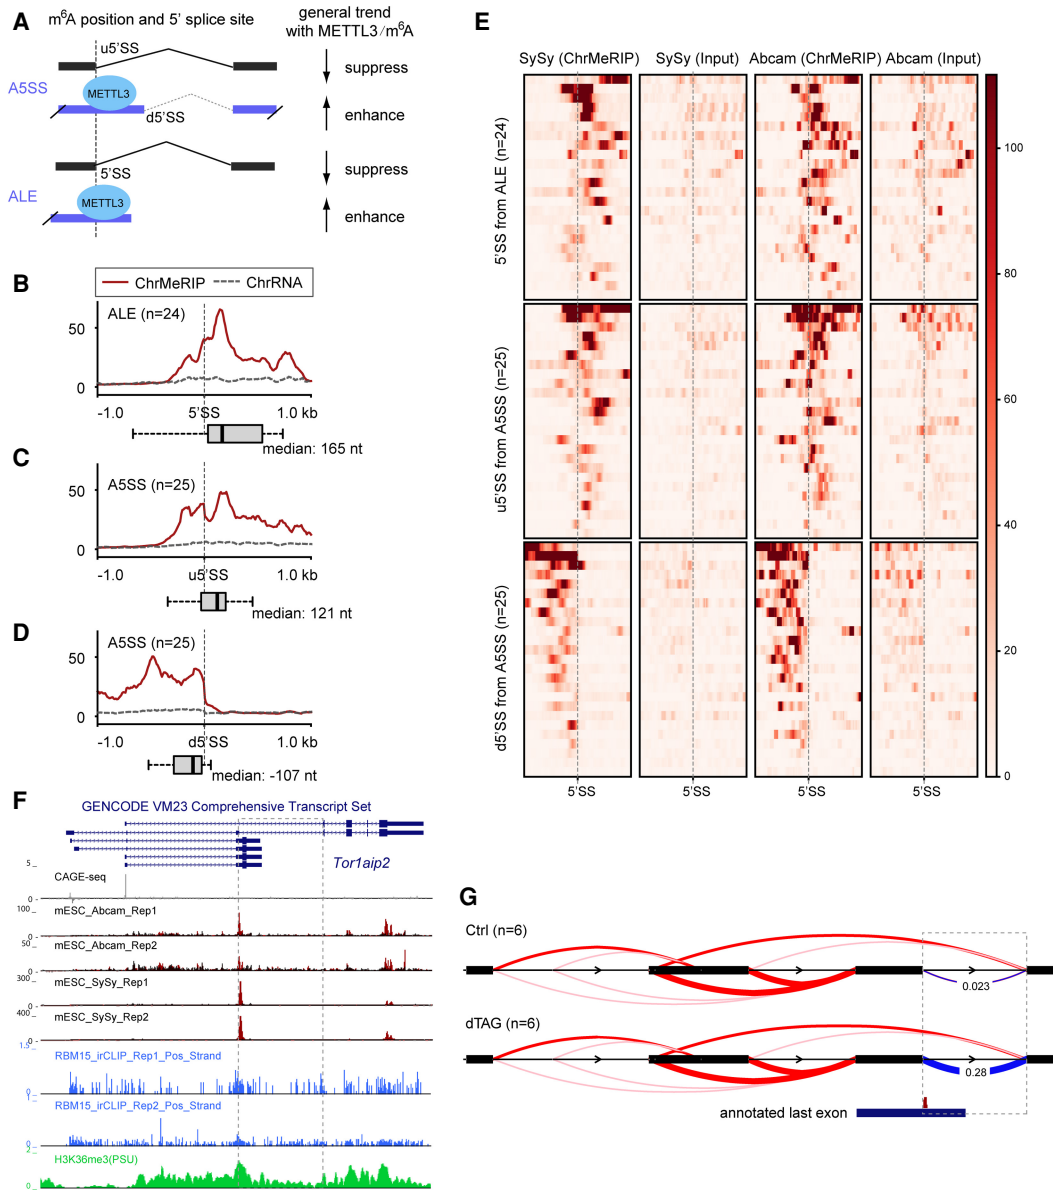 A
m⁶A position and 5' splice site
general trend
with METTL3/m⁶A
u5'SS
suppress
A5SS
METTL3
d5'SS
enhance
5'SS
suppress
ALE
METTL3
enhance
B
ChrMeRIP
ChrRNA
ALE (n=24)
50
0
-1.0
5'SS
1.0 kb
median: 165 nt
C
A5SS (n=25)
50
0
-1.0
u5'SS
1.0 kb
median: 121 nt
D
A5SS (n=25)
50
0
-1.0
d5'SS
1.0 kb
median: -107 nt
E
SySy (ChrMeRIP)
SySy (Input)
Abcam (ChrMeRIP)
Abcam (Input)
5'SS from ALE (n=24)
u5'SS from A5SS (n=25)
d5'SS from A5SS (n=25)
5'SS
5'SS
5'SS
5'SS
100
80
60
40
20
0
F
GENCODE VM23 Comprehensive Transcript Set
Tor1aip2
5
CAGE-seq
0
100
mESC_Abcam_Rep1
0
50
mESC_Abcam_Rep2
0
300
mESC_SySy_Rep1
0
400
mESC_SySy_Rep2
0
1.5
RBM15_irCLIP_Rep1_Pos_Strand
0
1
RBM15_irCLIP_Rep2_Pos_Strand
0
2
H3K36me3(PSU)
0
G
Ctrl (n=6)
0.023
dTAG (n=6)
0.28
annotated last exon